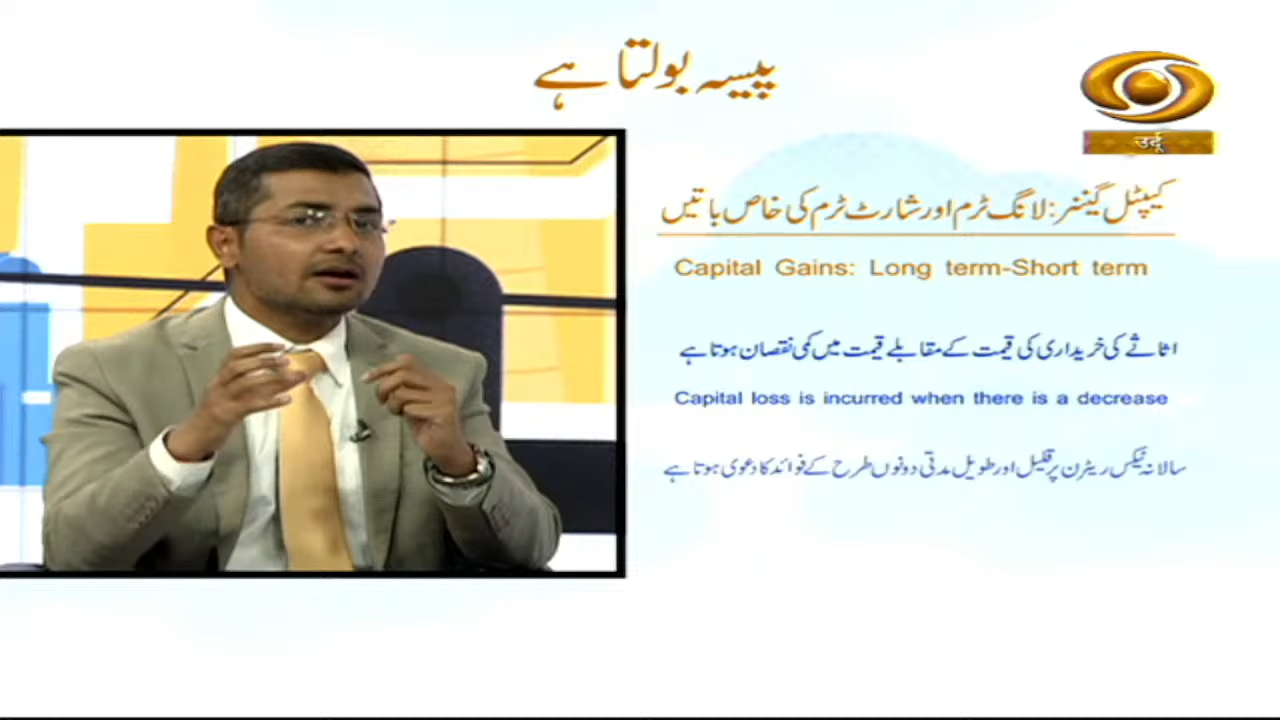 پیسہ بولتا ہے
उर्दू
کیپٹل گینز: لانگ ٹرم اور شارٹ ٹرم کی خاص باتیں
Capital Gains: Long term-Short term
اثاثے کی خریداری کی قیمت کے مقابلے قیمت میں کمی نقصان ہوتا ہے
Capital loss is incurred when there is a decrease
سالانہ ٹیکس ریٹرن پر قلیل اور طویل مدتی دونوں طرح کے فوائد کا دعوی ہوتا ہے